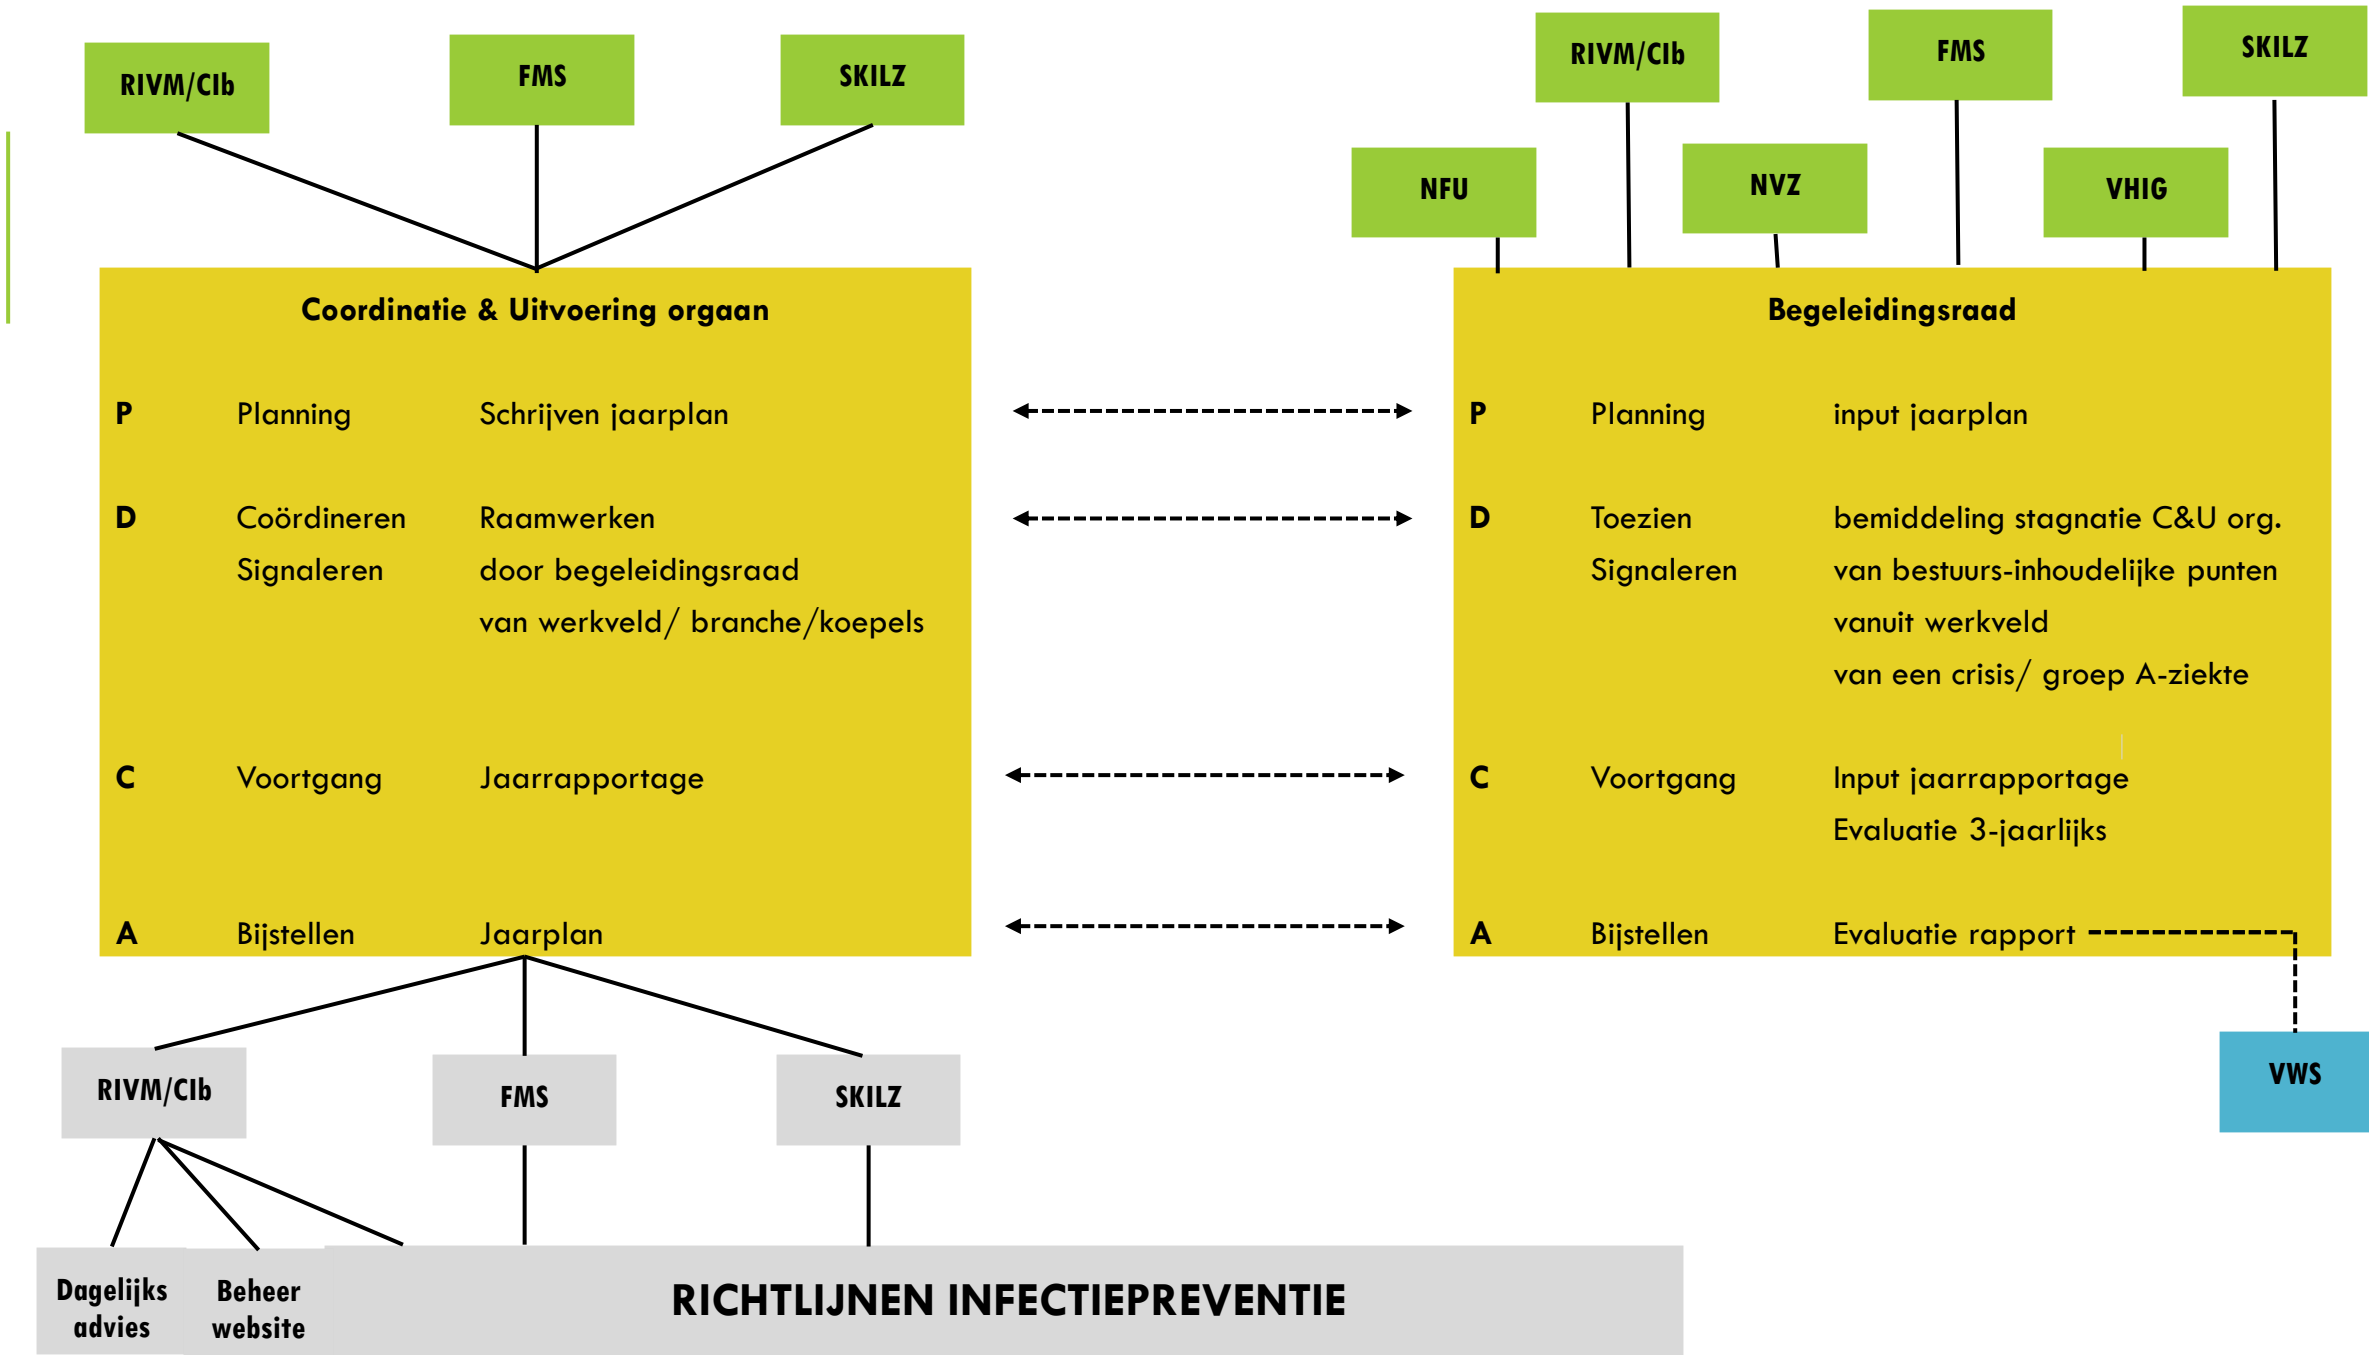 RIVM/CIb
FMS
SKILZ
RIVM/CIb
FMS
SKILZ
NFU
NVZ
VHIG
Coordinatie & Uitvoering orgaan
P Planning Schrijven jaarplan
D Coördineren Raamwerken
Signaleren door begeleidingsraad
van werkveld/ branche/koepels
C Voortgang Jaarrapportage
A Bijstellen Jaarplan
Begeleidingsraad
P Planning input jaarplan
D Toezien bemiddeling stagnatie C&U org.
Signaleren van bestuurs-inhoudelijke punten
vanuit werkveld
van een crisis/ groep A-ziekte
C Voortgang Input jaarrapportage
Evaluatie 3-jaarlijks
A Bijstellen Evaluatie rapport
RIVM/CIb
FMS
SKILZ
VWS
Dagelijks
advies
Beheer
website
RICHTLIJNEN INFECTIEPREVENTIE